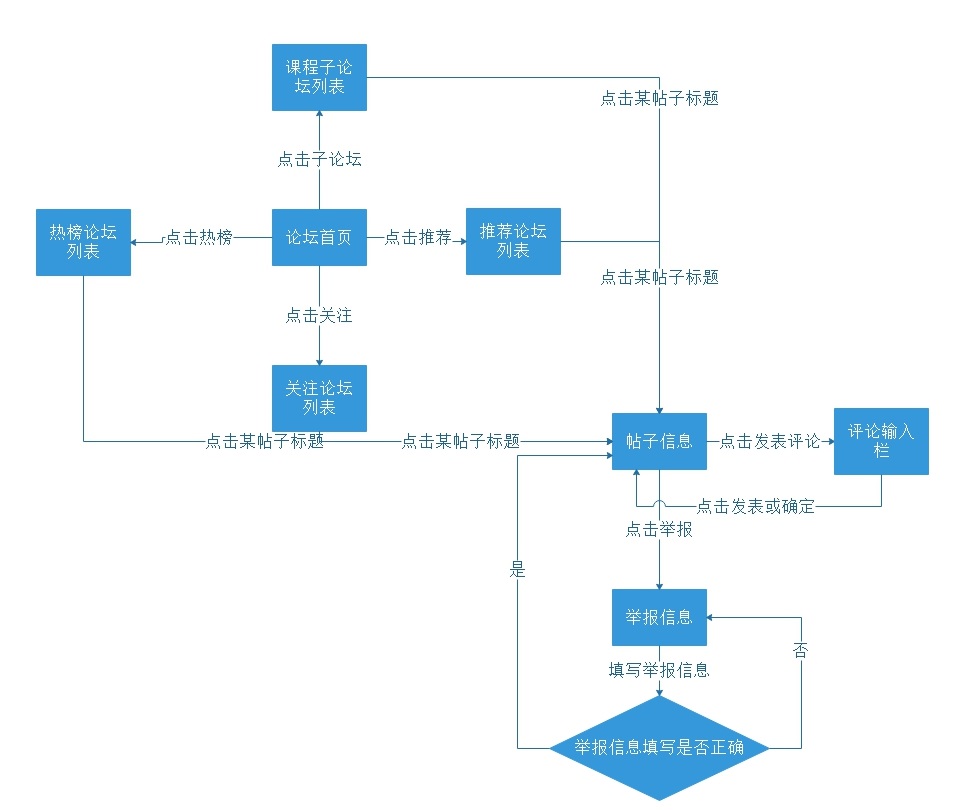 课程子论
坛列表
点击某帖子标题
点击子论坛
热榜论坛
列表
点击热榜
论坛首页
点击推荐
推荐论坛
列表
点击某帖子标题
点击关注
关注论坛
列表
点击某帖子标题
点击某帖子标题
帖子信息
点击发表评论
评论输入
栏
点击发表或确定
点击举报
是
举报信息
否
填写举报信息
举报信息填写是否正确